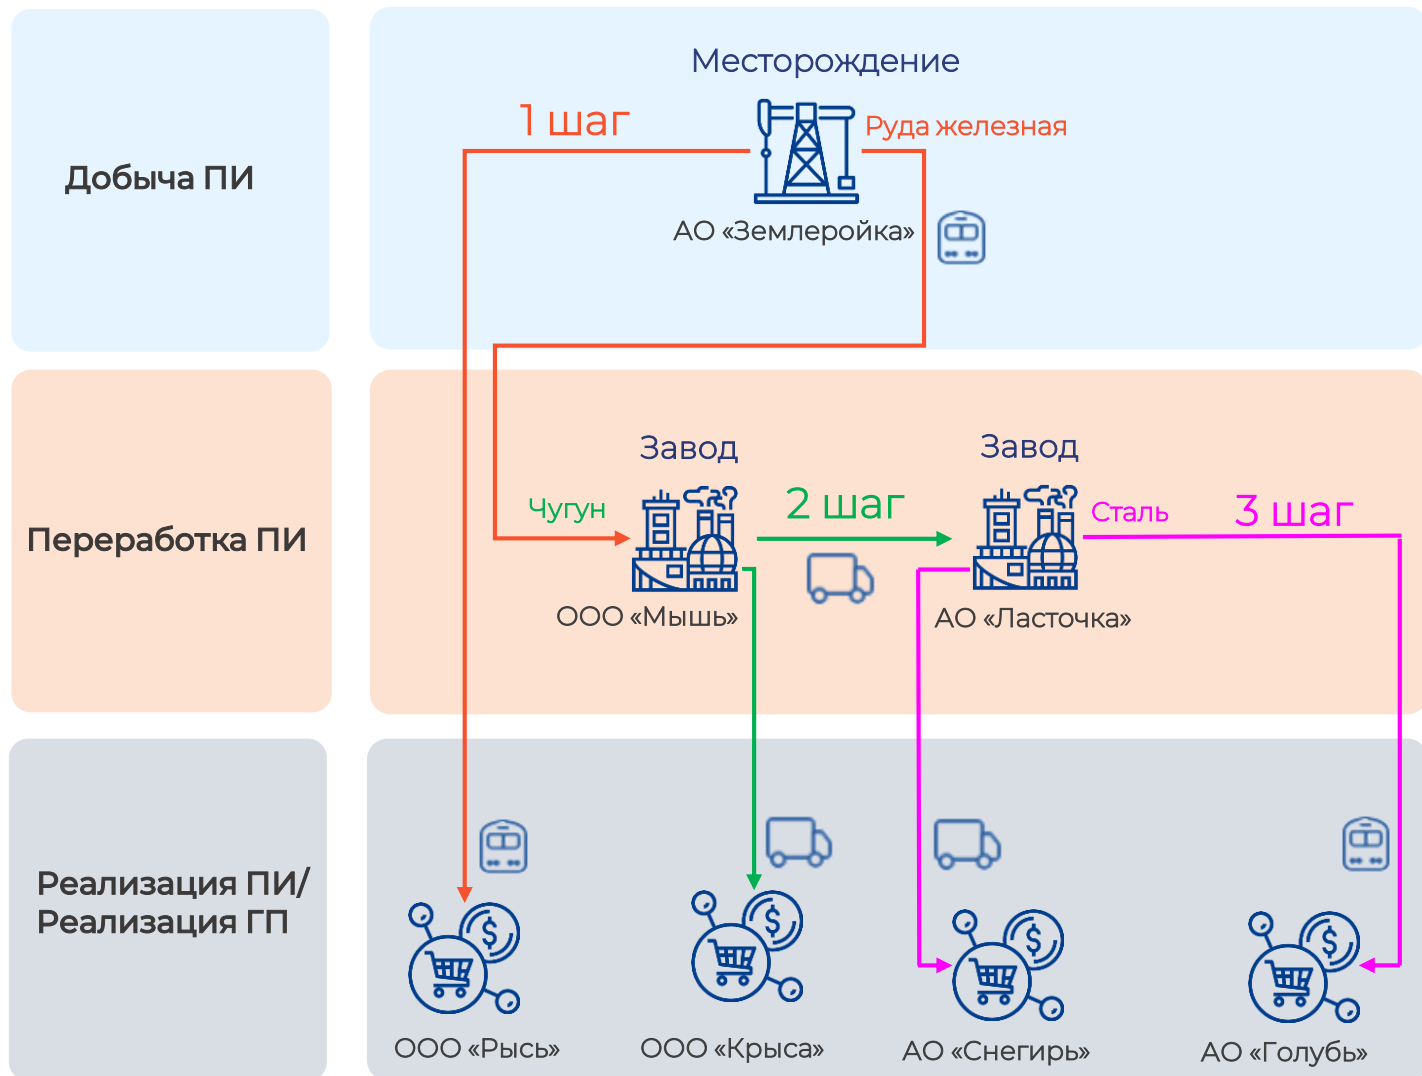 Добыча ПИ
Месторождение
1 шаг
Руда железная
АО «Землеройка»
Переработка ПИ
Завод
Завод
Чугун
2 шаг
Сталь
3 шаг
ООО «Мышь»
АО «Ласточка»
Реализация ПИ/
Реализация ГП
$
$
$
$
ООО «Рысь»
ООО «Крыса»
АО «Снегирь»
АО «Голубь»